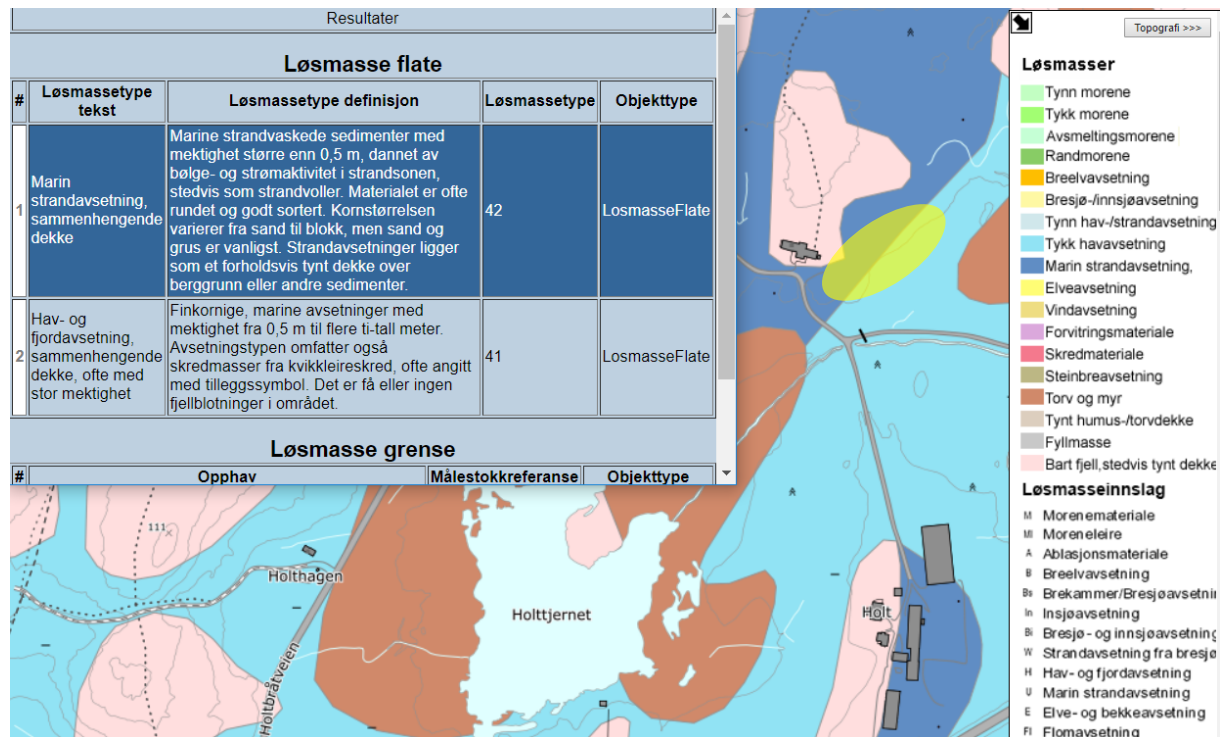 Resultater
Løsmasse flate
# Løsmassetype tekst Løsmassetype definisjon Løsmassetype Objekttype
1
Marin
strandavsetning,
sammenhengende
dekke
Marine strandvaskede sedimenter med
mektighet større enn 0,5 m, dannet av
bølge- og strømaktivitet i strandsonen,
stedvis som strandvoller. Materialet er ofte
rundet og godt sortert. Kornstørrelsen
varierer fra sand til blokk, men sand og
grus er vanligst. Strandavsetninger ligger
som et forholdsvis tynt dekke over
berggrunn eller andre sedimenter.
42
LosmasseFlate
2
Hav- og
fjordavsetning,
sammenhengende
dekke, ofte med
stor mektighet
Finkornige, marine avsetninger med
mektighet fra 0,5 m til flere ti-tall meter.
Avsetningstypen omfatter også
skredmasser fra kvikkleireskred, ofte angitt
med tilleggssymbol. Det er få eller ingen
fjellblotninger i området.
41
LosmasseFlate
Løsmasse grense
# Opphav Målestokkreferanse Objekttype
111
Holthagen
Holttjernet
Holtbråtveien
Holt
Topografi >>>
Løsmasser
Tynn morene
Tykk morene
Avsmeltingsmorene
Randmorene
Breelvavsetning
Bresjø-/innsjøavsetning
Tynn hav-/strandavsetning
Tykk havavsetning
Marin strandavsetning,
Elveavsetning
Vindavsetning
Forvitringsmateriale
Skredmateriale
Steinbreavsetning
Torv og myr
Tynt humus-/torvdekke
Fyllmasse
Bart fjell,stedvis tynt dekke
Løsmasseinnslag
M Morenemateriale
Ml Moreneleire
A Ablasjonsmateriale
B Breelvavsetning
Bs Brekammer/Bresjøavsetni
In Insjøavsetning
Bi Bresjø- og innsjøavsetning
W Strandavsetning fra bresjø
H Hav- og fjordavsetning
U Marin strandavsetning
E Elve- og bekkeavsetning
Fl Flomavsetning